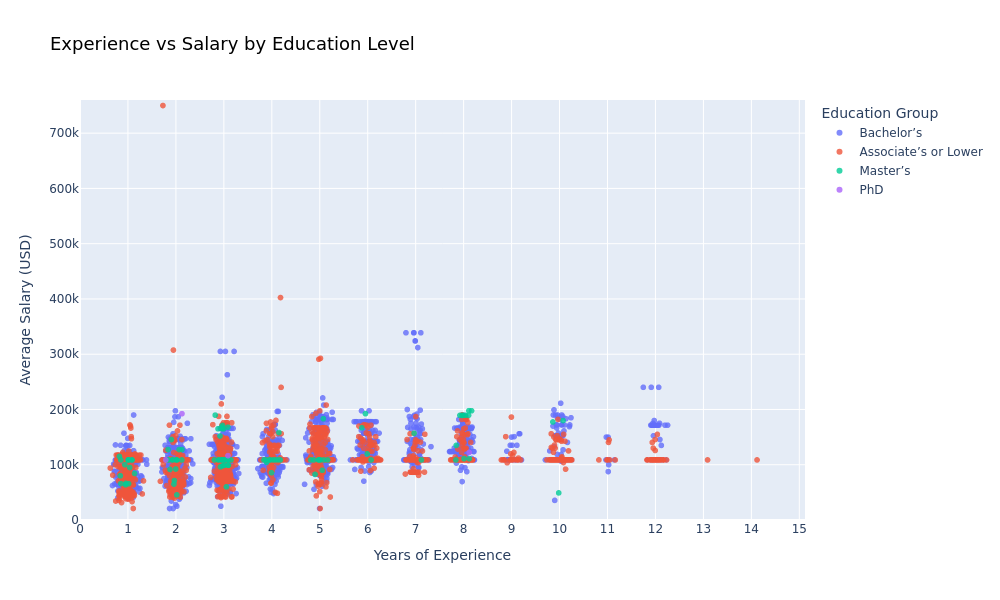 Experience vs Salary by Education Level
Education Group
Bachelor’s
Associate’s or Lower
Master’s
PhD
Average Salary (USD)
700k
600k
500k
400k
300k
200k
100k
0
0 1 2 3 4 5 6 7 8 9 10 11 12 13 14 15
Years of Experience